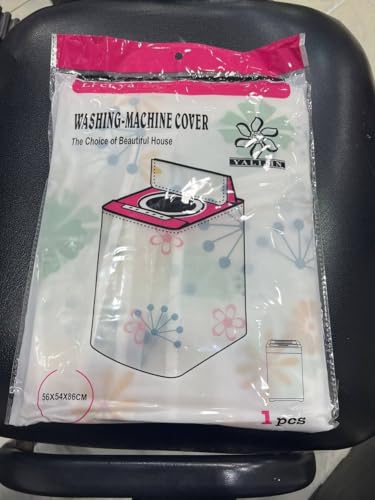 WASHING-MACHINE COVER
The Choice of Beautiful House
56X54X86CM
1 pcs